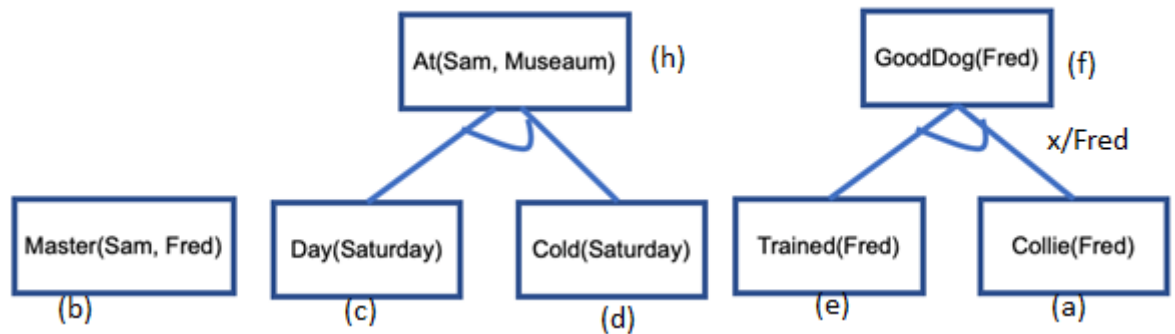 At(Sam, Museaum)
(h)
GoodDog(Fred)
(f)
x/Fred
Master(Sam, Fred)
Day(Saturday)
Cold(Saturday)
Trained(Fred)
Collie(Fred)
(b)
(c)
(d)
(e)
(a)